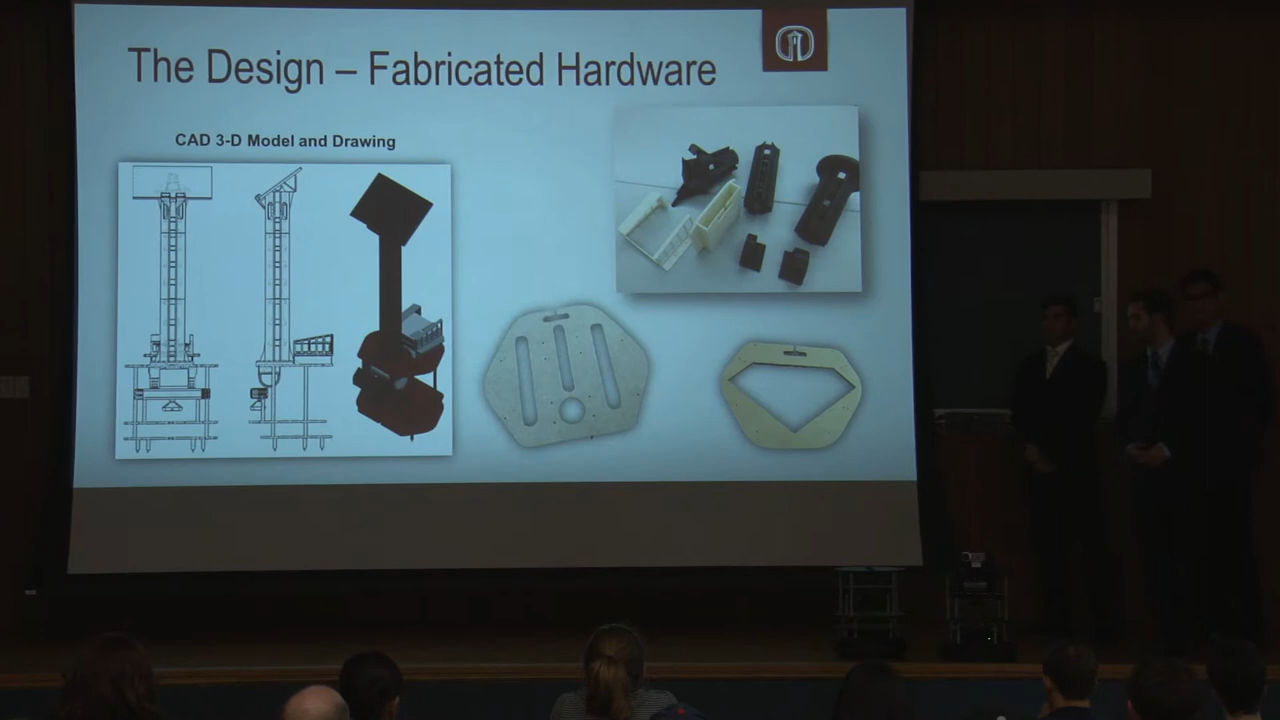 The Design – Fabricated Hardware
CAD 3-D Model and Drawing